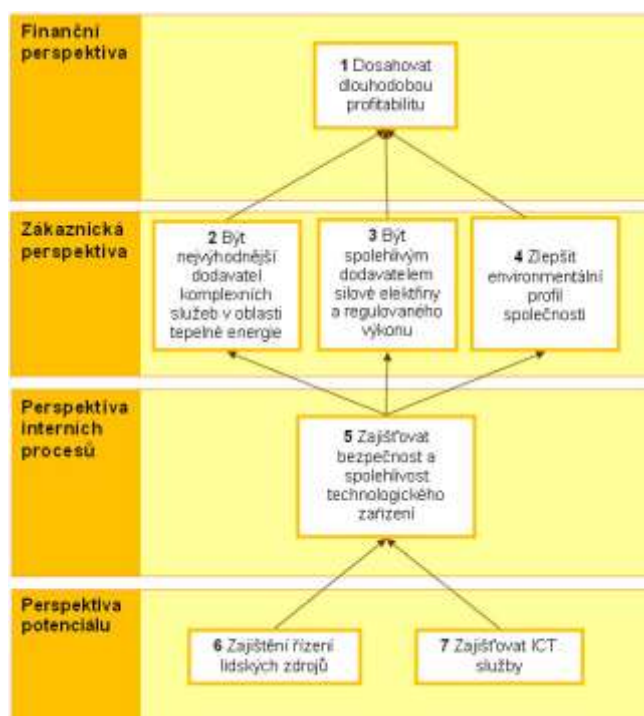 Finanční
perspektiva
1 Dosahovat
dlouhodobou
profitabilitu
Zákaznická
perspektiva
2 Být
nejvýhodnější
dodavatel
komplexních
služeb v oblasti
tepelné energie
3 Být
spolehlivým
dodavatelem
silové elektřiny
a regulovaného
výkonu
4 Zlepšit
environmentální
profil
společnosti
Perspektiva
interních
procesů
5 Zajišťovat
bezpečnost a
spolehlivost
technologického
zařízení
Perspektiva
potenciálu
6 Zajištění řízení
lidských zdrojů
7 Zajišťovat ICT
služby